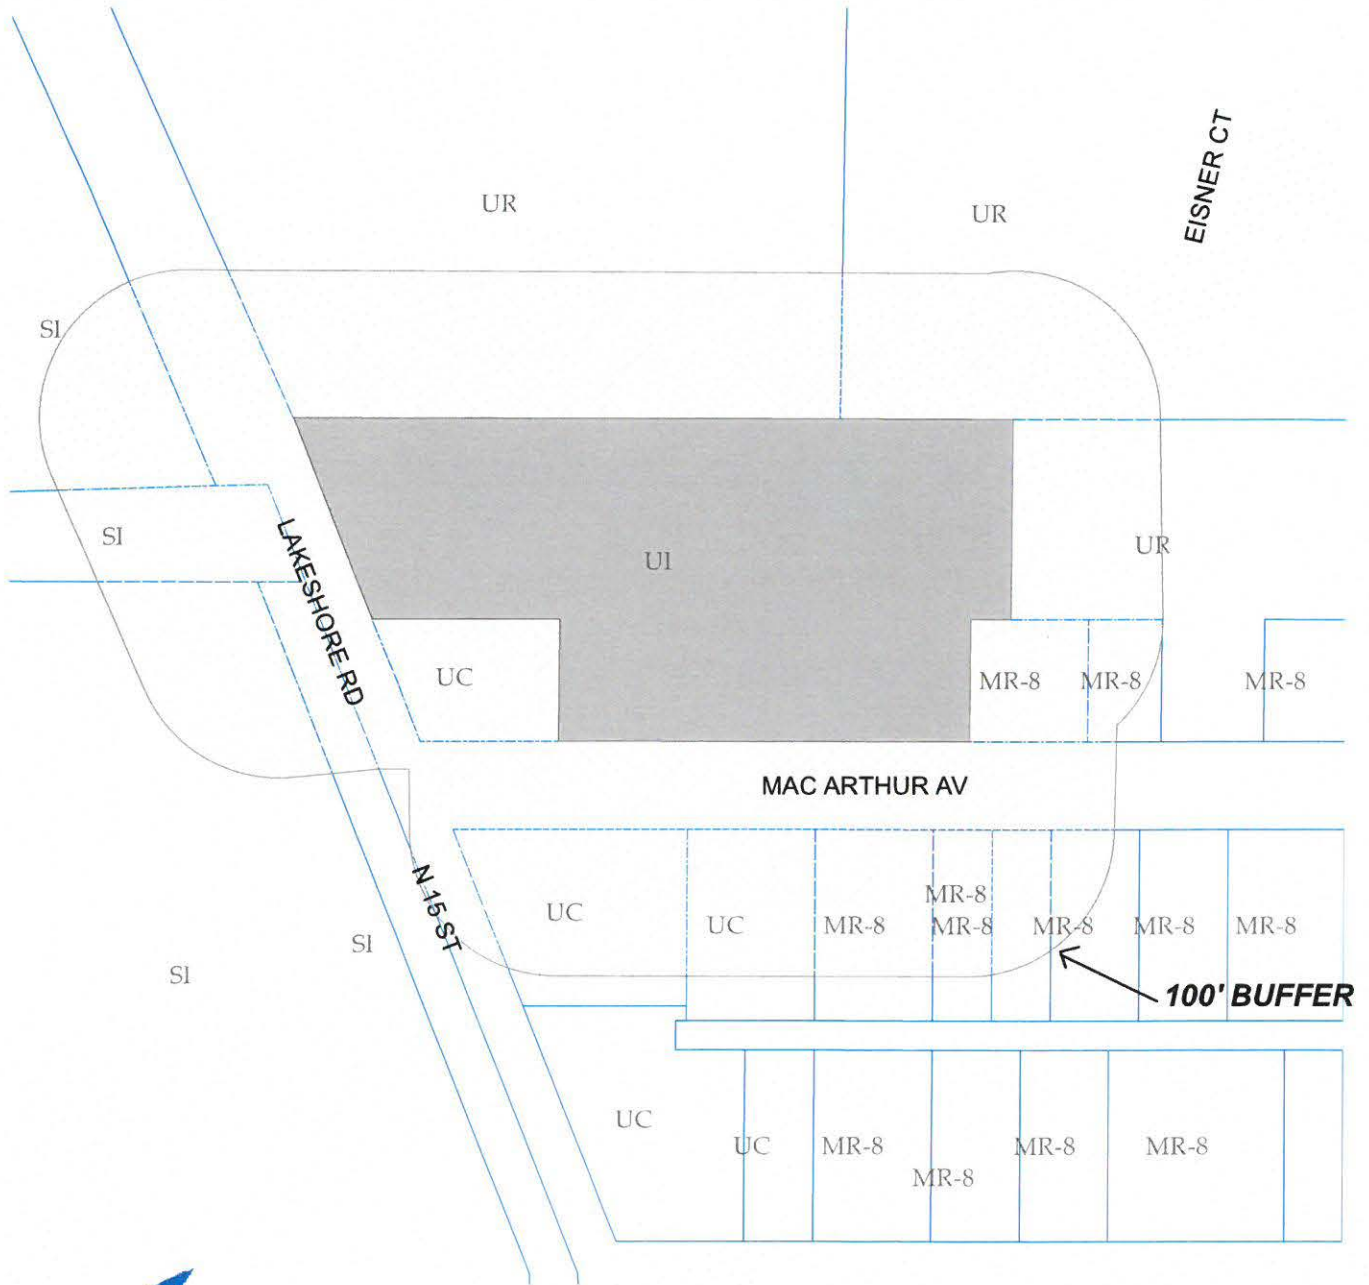 EISNER CT
UR
UR
SI
SI
LAKESHORE RD
UI
UR
UC
MR-8
MR-8
MR-8
MAC ARTHUR AV
N 15 ST
UC
UC
MR-8
MR-8
MR-8
MR-8
MR-8
MR-8
SI
SI
100' BUFFER
UC
UC
MR-8
MR-8
MR-8
MR-8